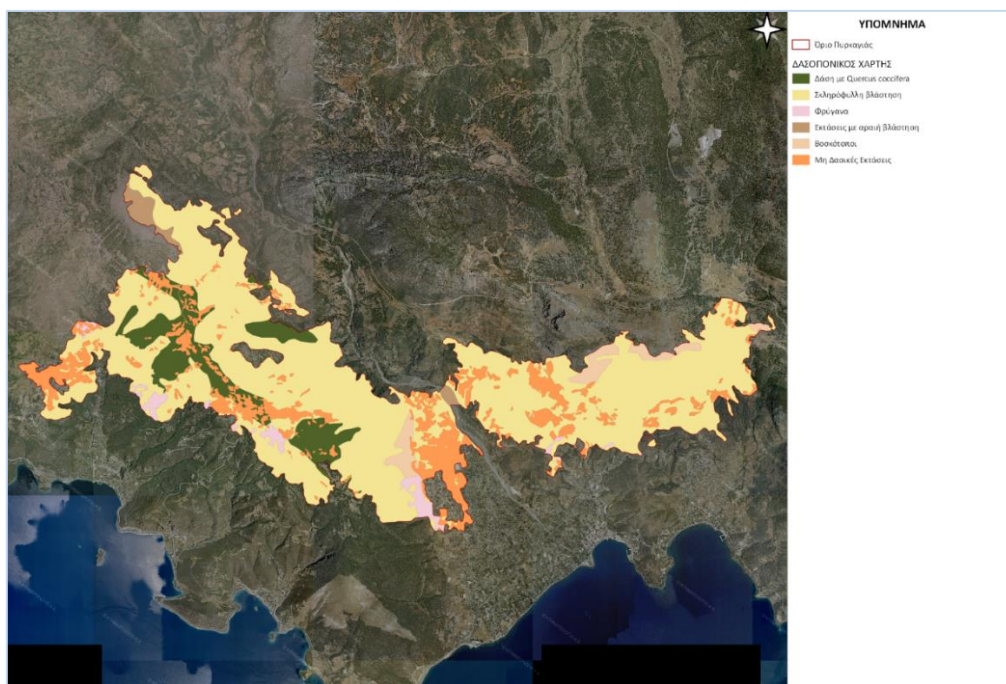 ΥΠΟΜΝΗΜΑ
Όριο Πυρκαγιάς
ΔΑΣΟΠΟΝΙΚΟΣ ΧΑΡΤΗΣ
Δάση με Quercus coccifera
Σκληρόφυλλη βλάστηση
Φρύγανα
Εκτάσεις με αραιή βλάστηση
Βοσκότοποι
Μη Δασικές Εκτάσεις